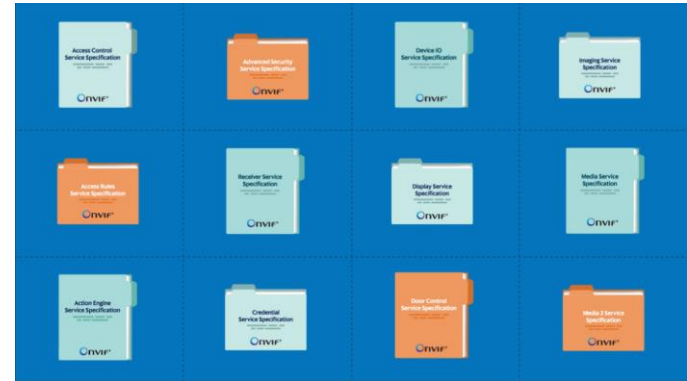 Access Control
Service Specification
ONVIF®
Advanced Security
Service Specification
ONVIF®
Device IO
Service Specification
ONVIF®
Imaging Service
Specification
ONVIF®
Access Rules
Service Specification
ONVIF®
Receiver Service
Specification
ONVIF®
Display Service
Specification
ONVIF®
Media Service
Specification
ONVIF®
Action Engine
Service Specification
ONVIF®
Credential
Service Specification
ONVIF®
Door Control
Service Specification
ONVIF®
Media 2 Service
Specification
ONVIF®